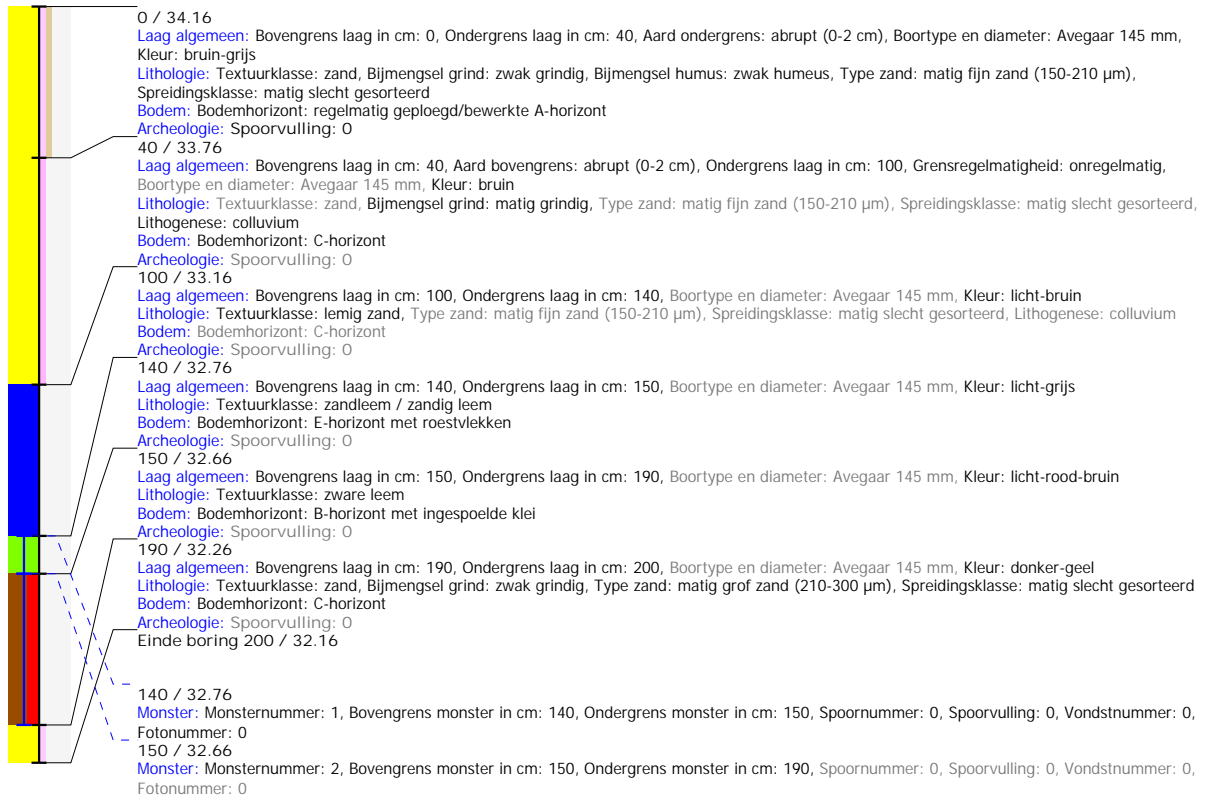 0 / 34.16
Laag algemeen: Bovengrens laag in cm: 0, Ondergrens laag in cm: 40, Aard ondergrens: abrupt (0-2 cm), Boortype en diameter: Avegaar 145 mm,
Kleur: bruin-grijs
Lithologie: Textuurklasse: zand, Bijmengsel grind: zwak grindig, Bijmengsel humus: zwak humeus, Type zand: matig fijn zand (150-210 µm),
Spreidingsklasse: matig slecht gesorteerd
Bodem: Bodemhorizont: regelmatig geploegd/bewerkte A-horizont
Archeologie: Spoorvulling: 0
40 / 33.76
Laag algemeen: Bovengrens laag in cm: 40, Aard bovengrens: abrupt (0-2 cm), Ondergrens laag in cm: 100, Grensregelmatigheid: onregelmatig,
Boortype en diameter: Avegaar 145 mm, Kleur: bruin
Lithologie: Textuurklasse: zand, Bijmengsel grind: matig grindig, Type zand: matig fijn zand (150-210 µm), Spreidingsklasse: matig slecht gesorteerd,
Lithogenese: colluvium
Bodem: Bodemhorizont: C-horizont
Archeologie: Spoorvulling: 0
100 / 33.16
Laag algemeen: Bovengrens laag in cm: 100, Ondergrens laag in cm: 140, Boortype en diameter: Avegaar 145 mm, Kleur: licht-bruin
Lithologie: Textuurklasse: lemig zand, Type zand: matig fijn zand (150-210 µm), Spreidingsklasse: matig slecht gesorteerd, Lithogenese: colluvium
Bodem: Bodemhorizont: C-horizont
Archeologie: Spoorvulling: 0
140 / 32.76
Laag algemeen: Bovengrens laag in cm: 140, Ondergrens laag in cm: 150, Boortype en diameter: Avegaar 145 mm, Kleur: licht-grijs
Lithologie: Textuurklasse: zandleem / zandig leem
Bodem: Bodemhorizont: E-horizont met roestvlekken
Archeologie: Spoorvulling: 0
150 / 32.66
Laag algemeen: Bovengrens laag in cm: 150, Ondergrens laag in cm: 190, Boortype en diameter: Avegaar 145 mm, Kleur: licht-rood-bruin
Lithologie: Textuurklasse: zware leem
Bodem: Bodemhorizont: B-horizont met ingespoelde klei
Archeologie: Spoorvulling: 0
190 / 32.26
Laag algemeen: Bovengrens laag in cm: 190, Ondergrens laag in cm: 200, Boortype en diameter: Avegaar 145 mm, Kleur: donker-geel
Lithologie: Textuurklasse: zand, Bijmengsel grind: zwak grindig, Type zand: matig grof zand (210-300 µm), Spreidingsklasse: matig slecht gesorteerd
Bodem: Bodemhorizont: C-horizont
Archeologie: Spoorvulling: 0
Einde boring 200 / 32.16
140 / 32.76
Monster: Monsternummer: 1, Bovengrens monster in cm: 140, Ondergrens monster in cm: 150, Spoornummer: 0, Spoorvulling: 0, Vondstnummer: 0,
Fotonummer: 0
150 / 32.66
Monster: Monsternummer: 2, Bovengrens monster in cm: 150, Ondergrens monster in cm: 190, Spoornummer: 0, Spoorvulling: 0, Vondstnummer: 0,
Fotonummer: 0